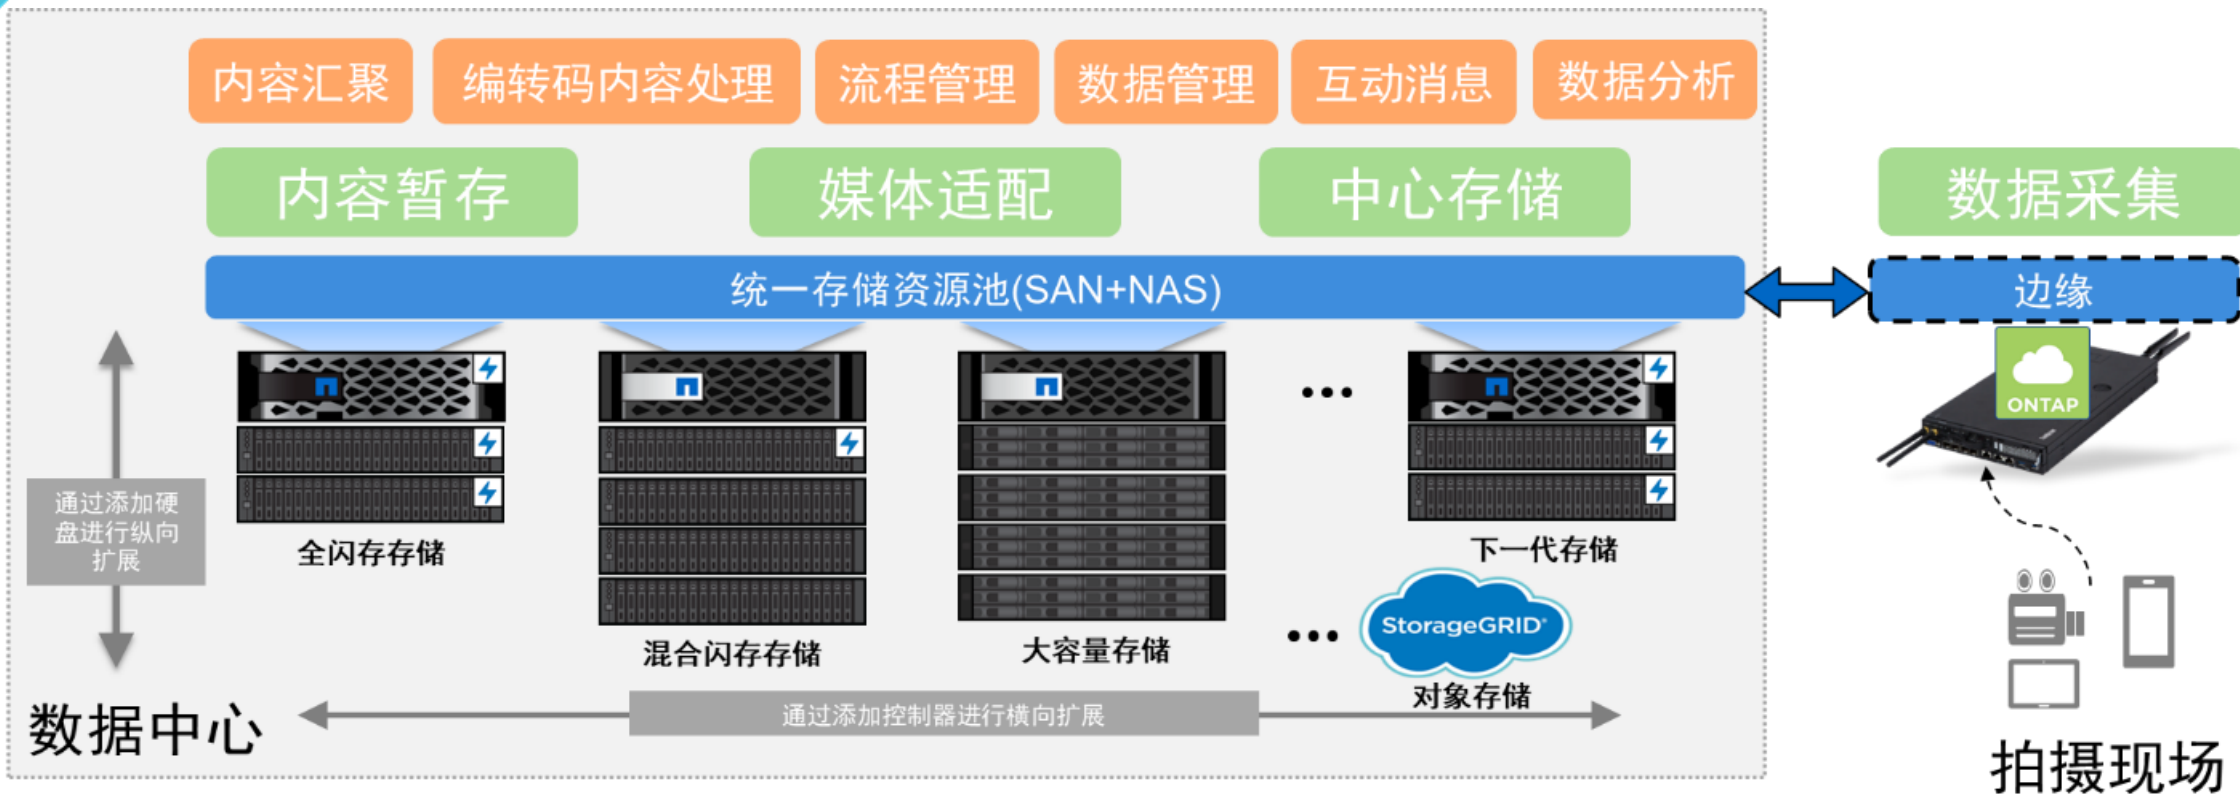 内容汇聚
编转码内容处理
流程管理
数据管理
互动消息
数据分析
内容暂存
媒体适配
中心存储
数据采集
统一存储资源池(SAN+NAS)
边缘
ONTAP
通过添加硬
盘进行纵向
扩展
全闪存存储
混合闪存存储
大容量存储
下一代存储
StorageGRID
对象存储
通过添加控制器进行横向扩展
数据中心
拍摄现场